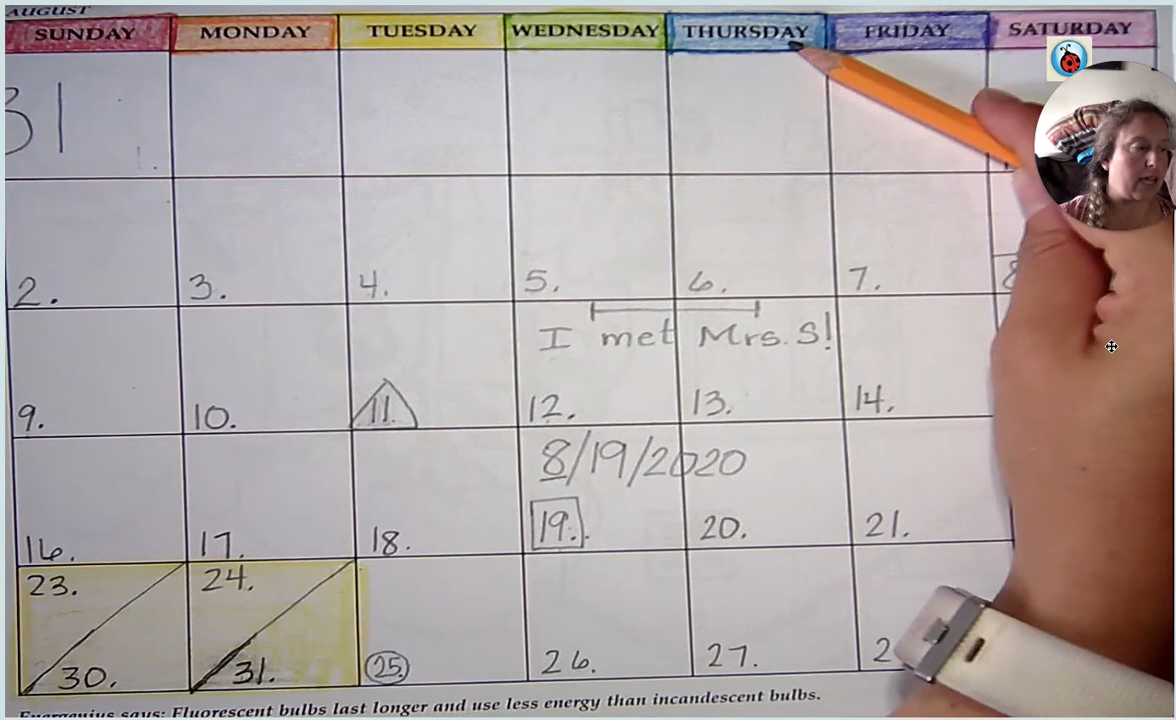 AUGUST
SUNDAY MONDAY TUESDAY WEDNESDAY THURSDAY FRIDAY SATURDAY
31 1.
2. 3. 4. 5. 6. 7. 8
I met Mrs. S!
9. 10. 11. 12. 13. 14.
8/19/2020
16. 17. 18. 19. 20. 21.
23. 24.
30. 31. 25. 26. 27. 2
says: Fluorescent bulbs last longer and use less energy than incandescent bulbs.